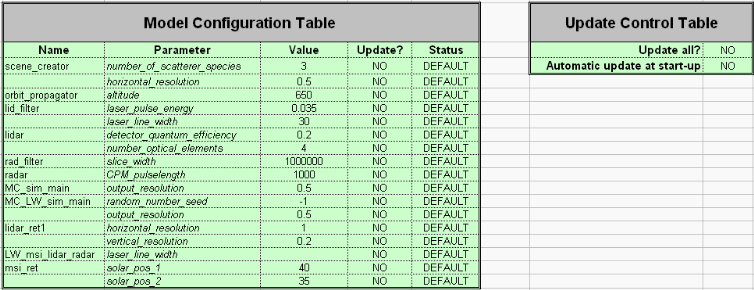 Model Configuration Table
Name Parameter Value Update? Status
scene_creator number_of_scatterer_species 3 NO DEFAULT
horizontal_resolution 0.5 NO DEFAULT
orbit_propagator altitude 650 NO DEFAULT
lid_filter laser_pulse_energy 0.035 NO DEFAULT
laser_line_width 30 NO DEFAULT
lidar detector_quantum_efficiency 0.2 NO DEFAULT
number_optical_elements 4 NO DEFAULT
rad_filter slice_width 1000000 NO DEFAULT
radar CPM_pulselength 1000 NO DEFAULT
MC_sim_main output_resolution 0.5 NO DEFAULT
MC_LW_sim_main random_number_seed -1 NO DEFAULT
output_resolution 0.5 NO DEFAULT
lidar_ret1 horizontal_resolution 1 NO DEFAULT
vertical_resolution 0.2 NO DEFAULT
LW_msi_lidar_radar laser_line_width NO DEFAULT
msi_ret solar_pos_1 40 NO DEFAULT
solar_pos_2 35 NO DEFAULT
Update Control Table
Update all? NO
Automatic update at start-up NO